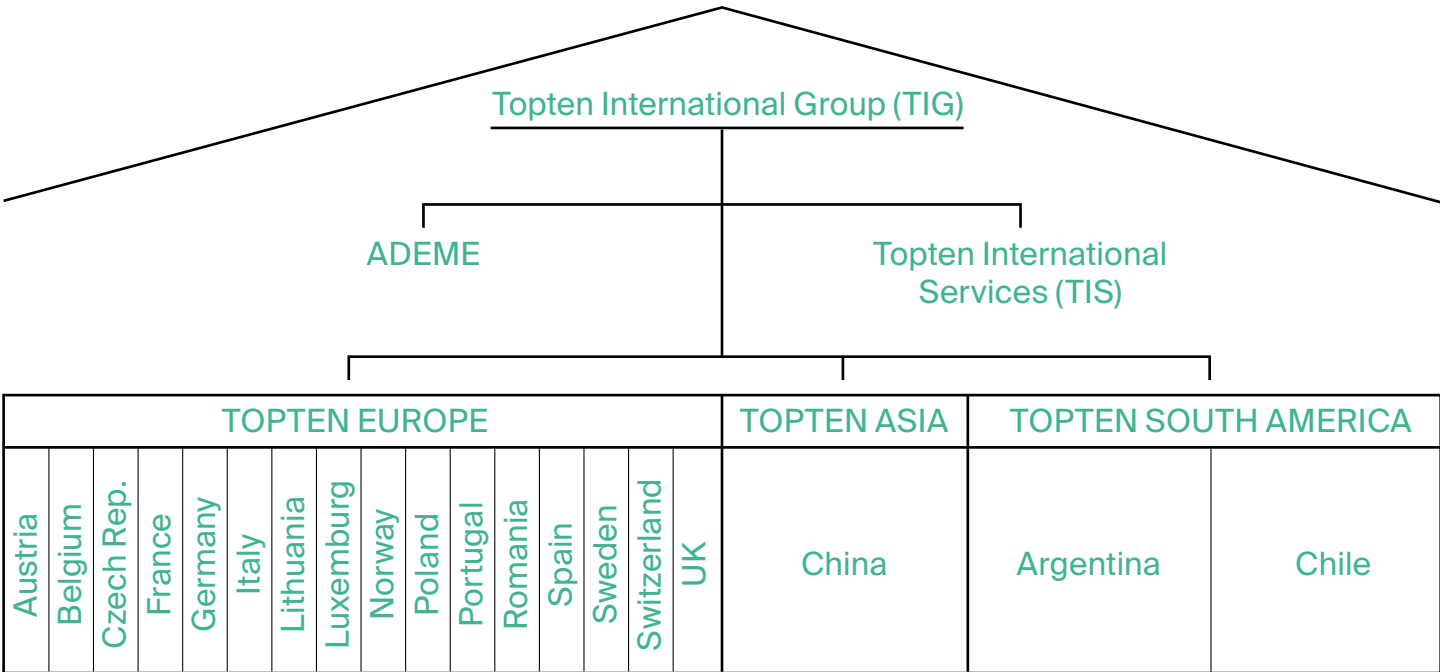 Topten International Group (TIG)
ADEME
Topten International
Services (TIS)
TOPTEN EUROPE
TOPTEN ASIA
TOPTEN SOUTH AMERICA
Austria
Belgium
Czech Rep.
France
Germany
Italy
Lithuania
Luxemburg
Norway
Poland
Portugal
Romania
Spain
Sweden
Switzerland
UK
China
Argentina
Chile